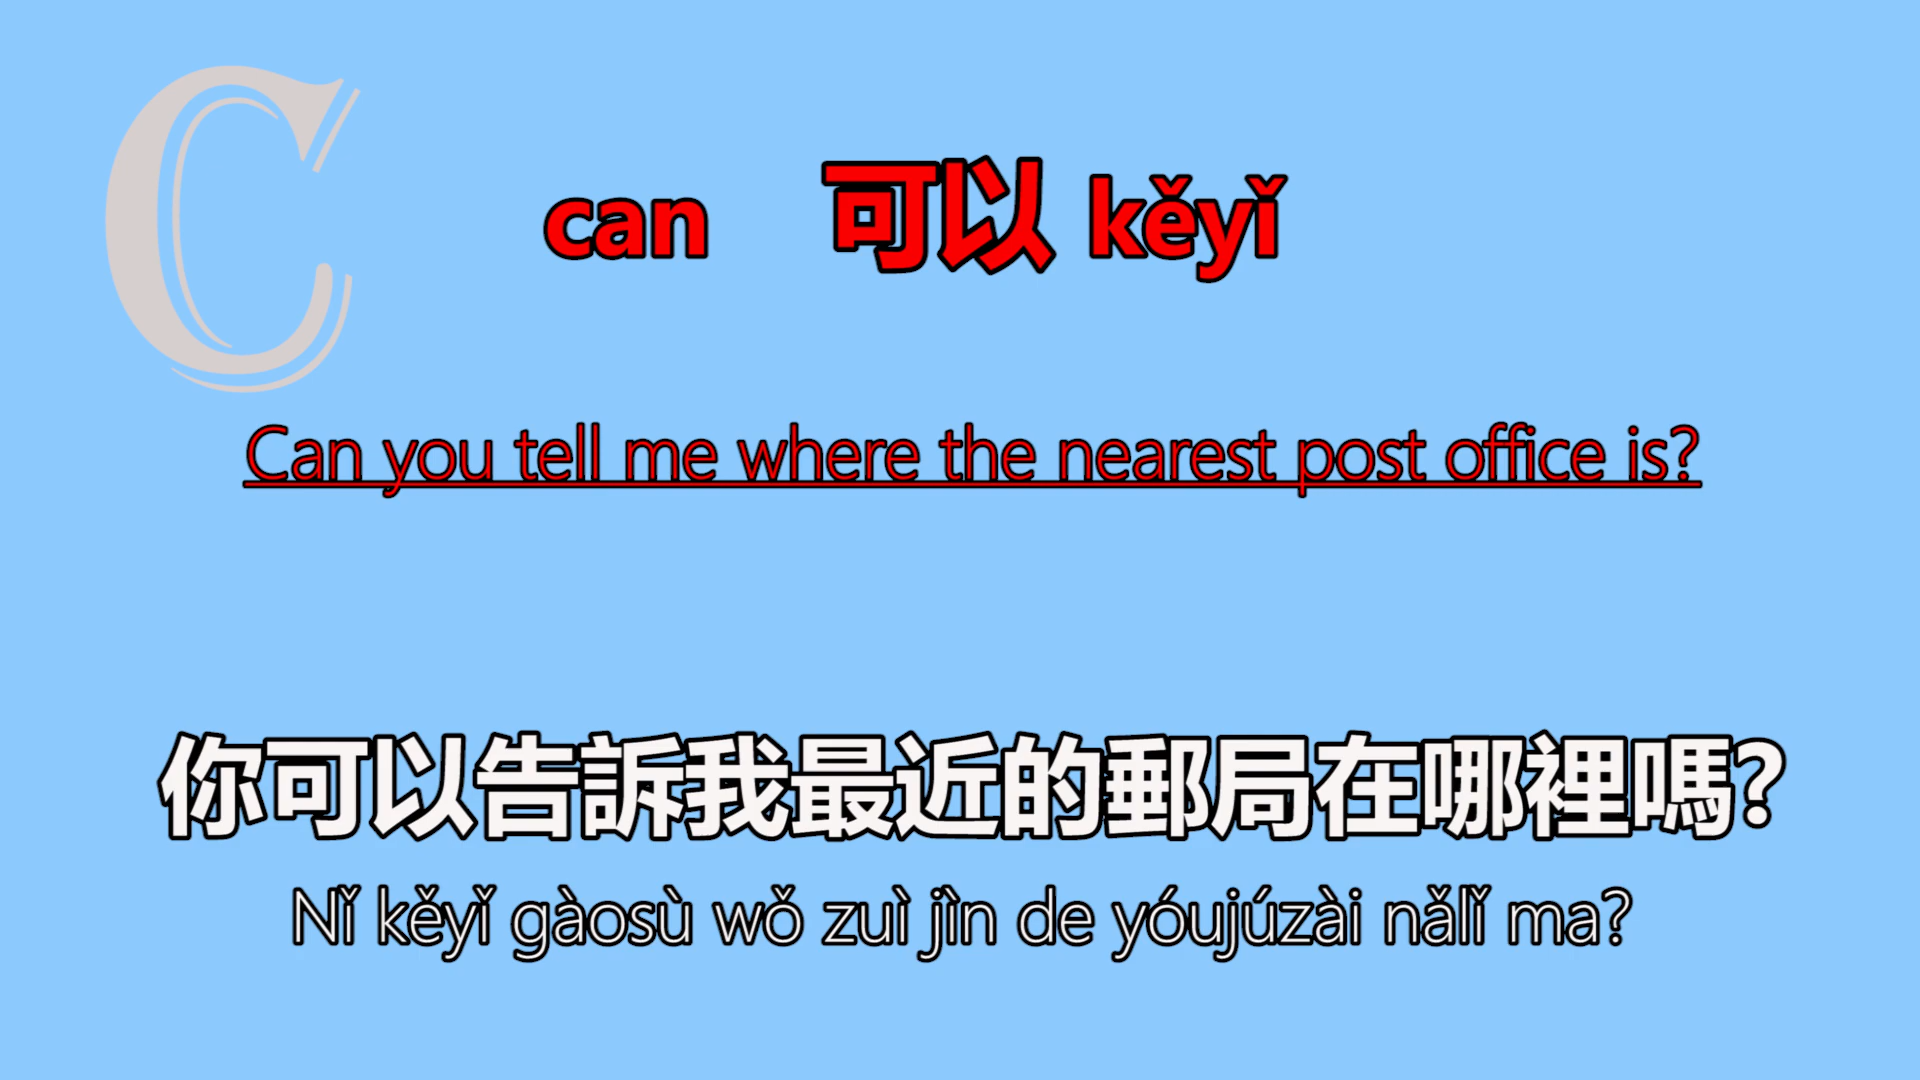 C
can 可以 kěyǐ
Can you tell me where the nearest post office is?
你可以告訴我最近的郵局在哪裡嗎?
Nǐ kěyǐ gàosù wǒ zuì jìn de yóujúzài nǎlǐ ma?